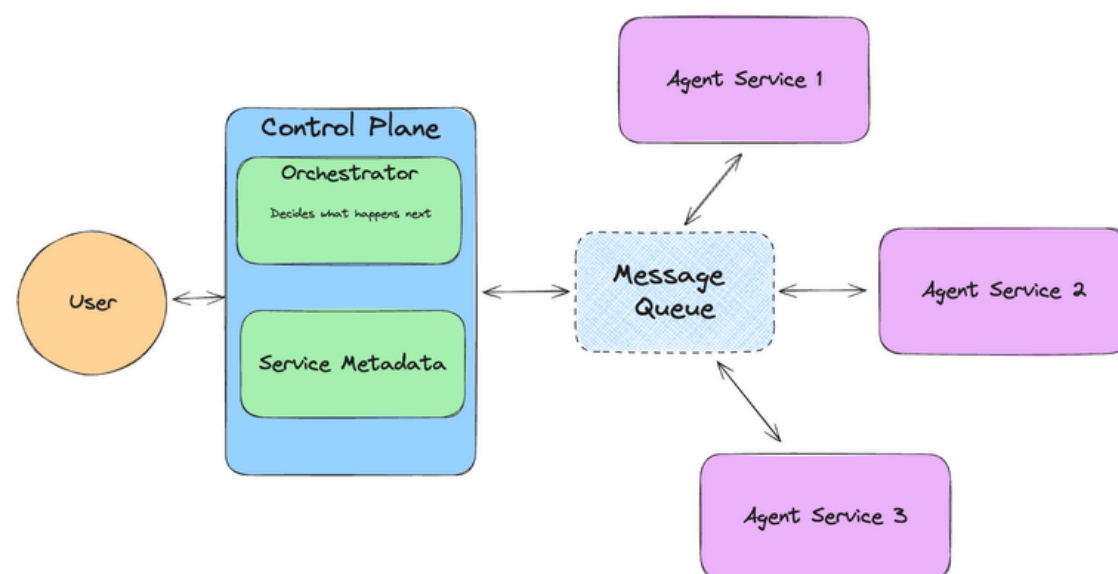 Agent Service 1
Control Plane
Orchestrator
Decides what happens next
User
Message
Queue
Agent Service 2
Service Metadata
Agent Service 3